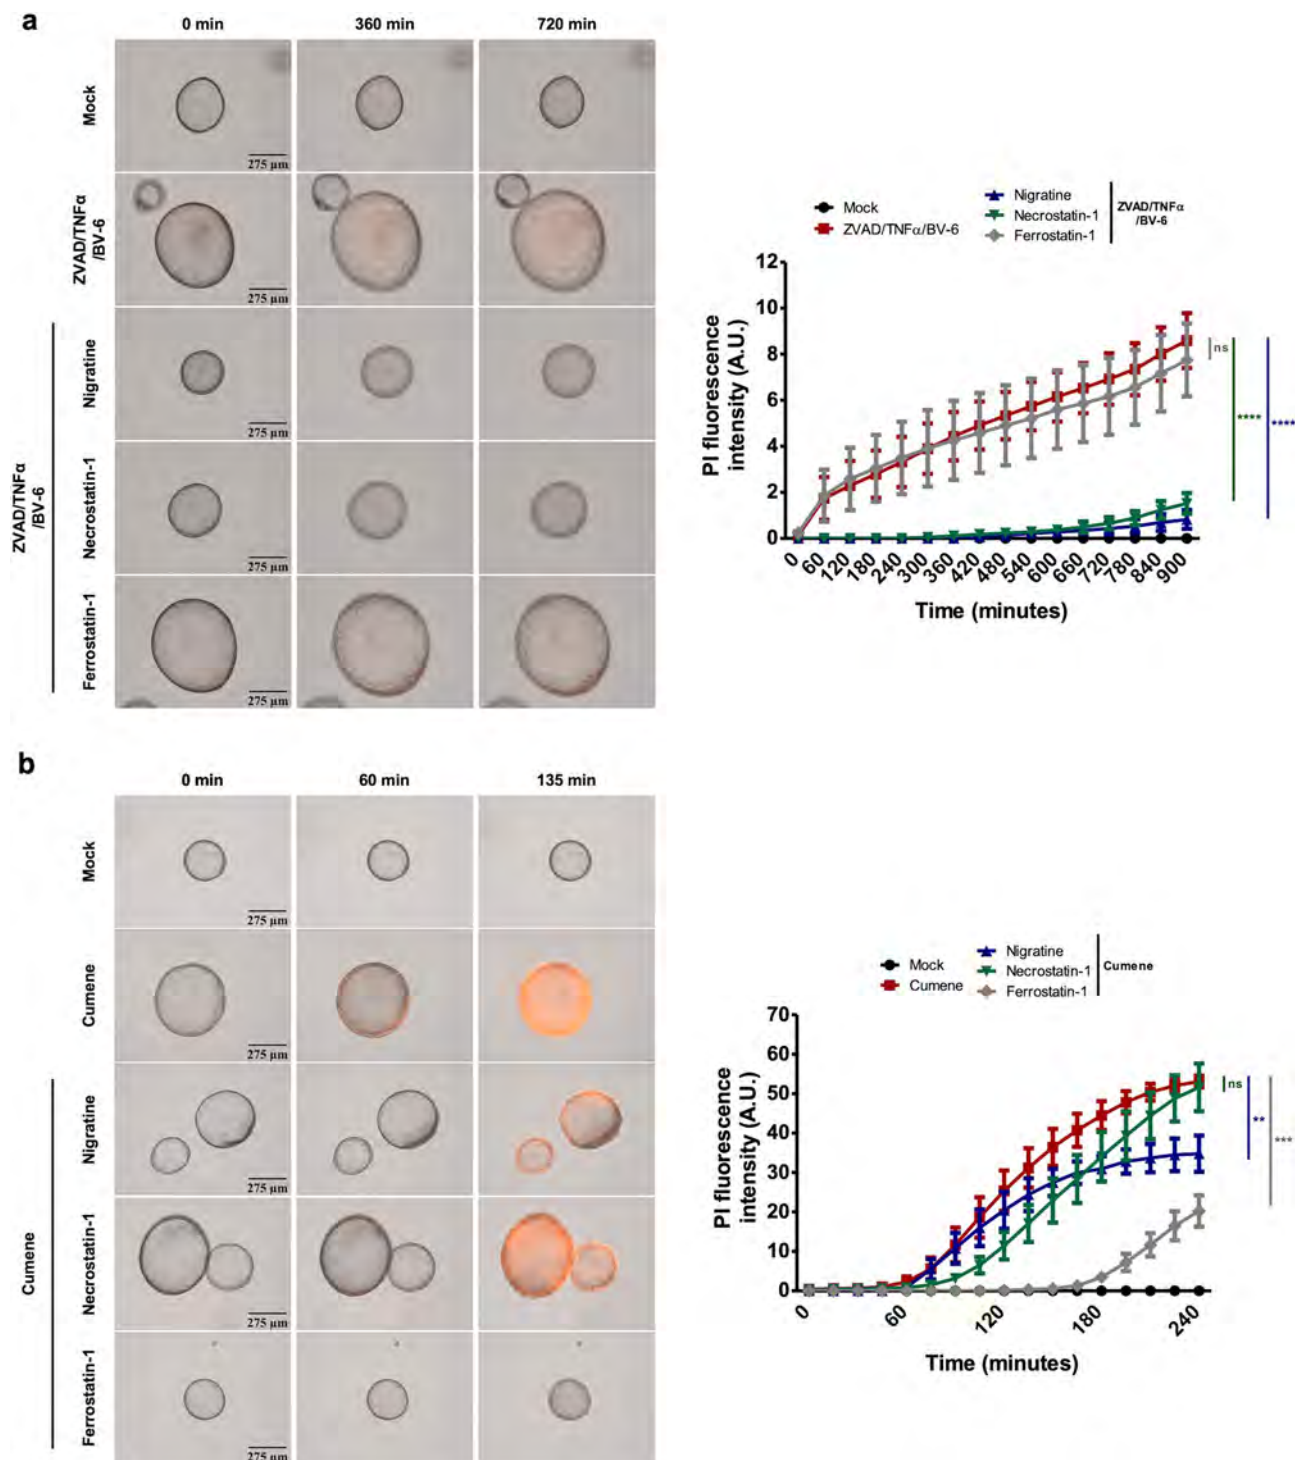 a
0 min 360 min 720 min
Mock
275 µm
ZVAD/TNFα
/BV-6
275 µm
ZVAD/TNFα
/BV-6
Nigratine
275 µm
Necrostatin-1
275 µm
Ferrostatin-1
275 µm
Mock
ZVAD/TNFα/BV-6
Nigratine
Necrostatin-1
Ferrostatin-1
ZVAD/TNFα
/BV-6
PI fluorescence
intensity (A.U.)
12
10
8
6
4
2
0
0 60 120 180 240 300 360 420 480 540 600 660 720 780 840 900
Time (minutes)
ns
****
****
b
0 min 60 min 135 min
Mock
275 µm
Cumene
275 µm
Cumene
Nigratine
275 µm
Necrostatin-1
275 µm
Ferrostatin-1
275 µm
Mock
Cumene
Nigratine
Necrostatin-1
Ferrostatin-1
Cumene
PI fluorescence
intensity (A.U.)
70
60
50
40
30
20
10
0
0 60 120 180 240
Time (minutes)
ns
**